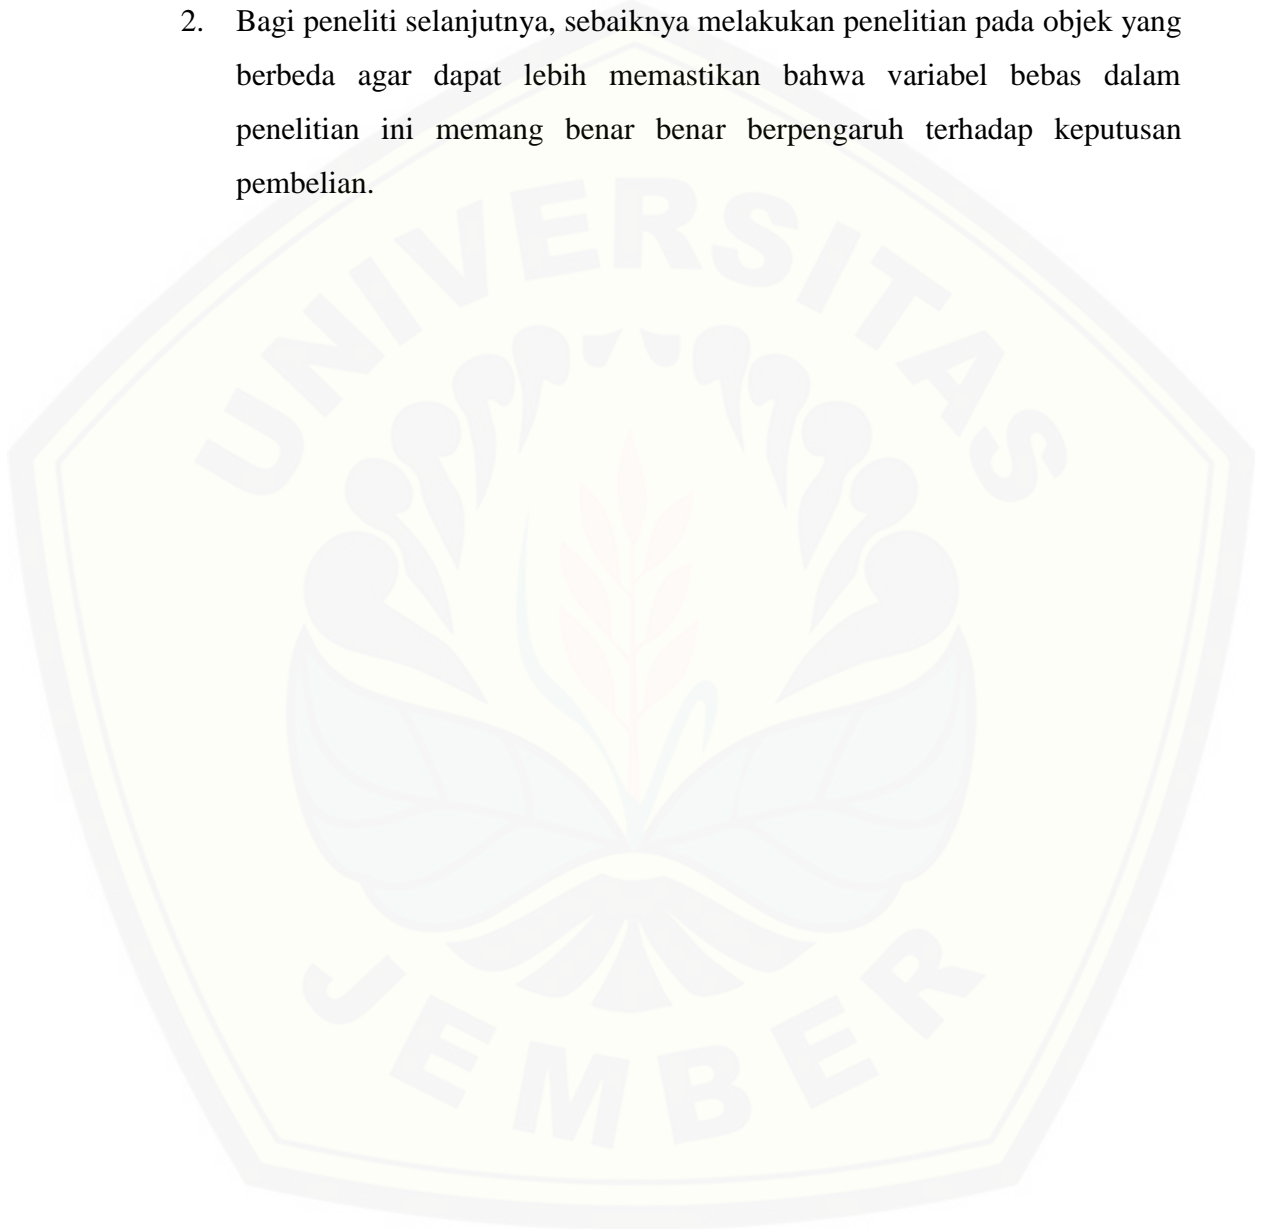 2. Bagi peneliti selanjutnya, sebaiknya melakukan penelitian pada objek yang
berbeda agar dapat lebih memastikan bahwa variabel bebas dalam
penelitian ini memang benar benar berpengaruh terhadap keputusan
pembelian.
UNIVERSITAS
JEMBER